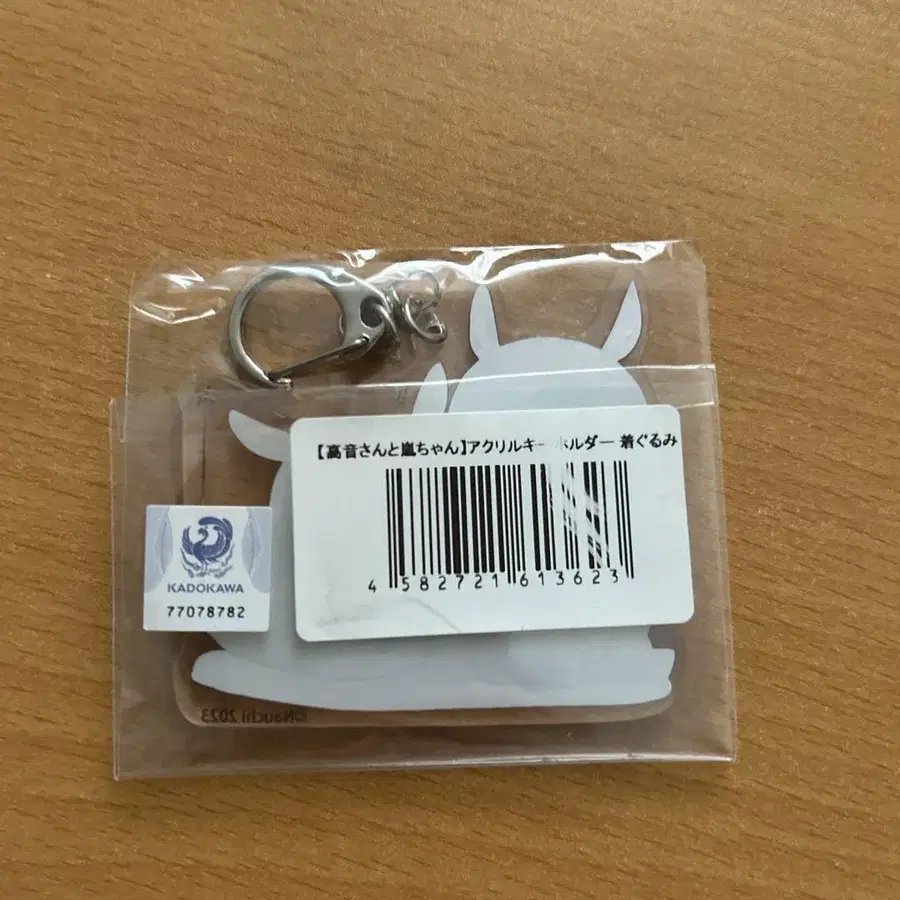 【高音さんと嵐ちゃん】アクリルキーホルダー 着ぐるみ
4 582721 613623
KADOKAWA
77078782
©Nauchi 2023